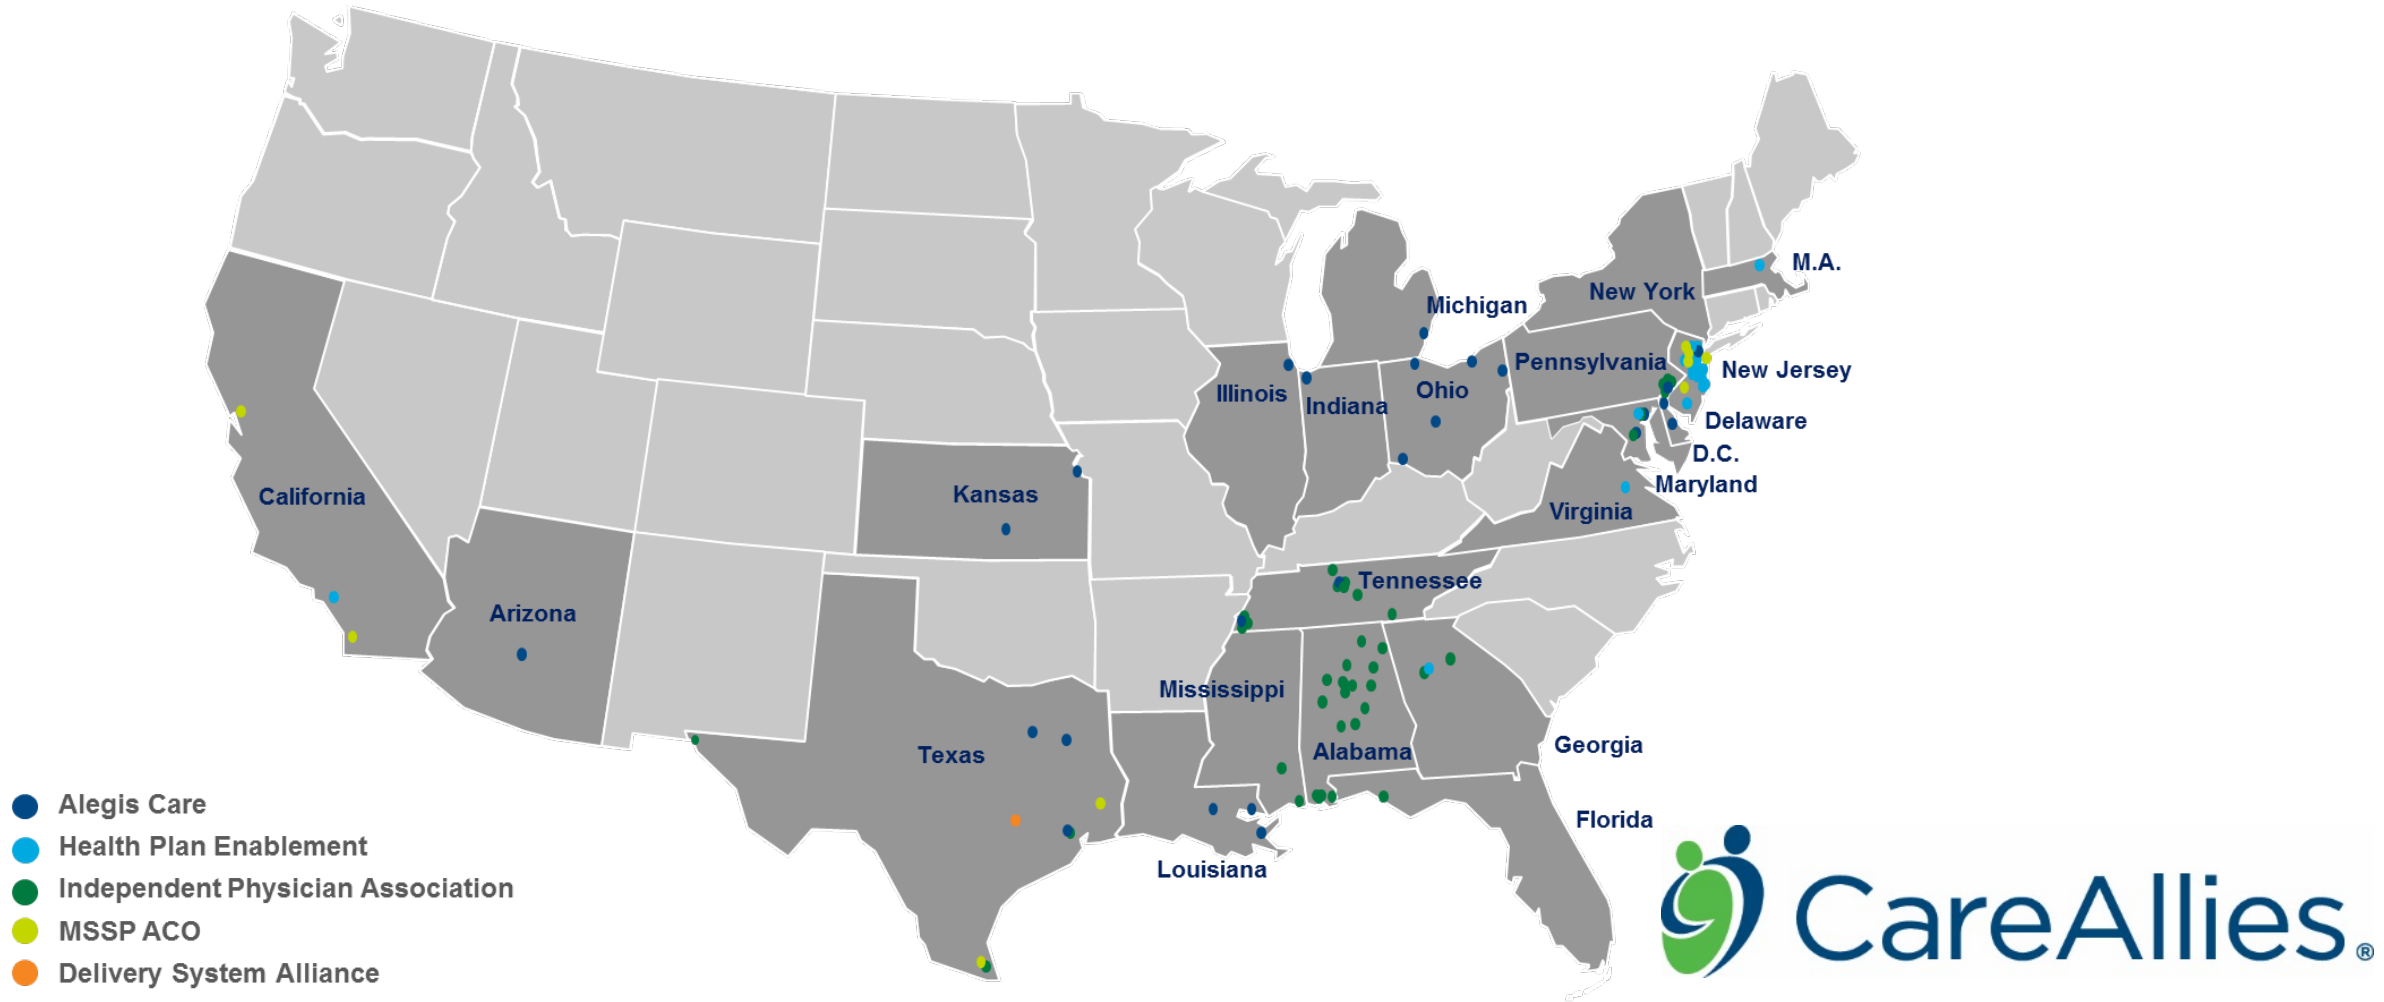 M.A.
New York
Michigan
Pennsylvania
New Jersey
Illinois
Indiana
Ohio
Delaware
D.C.
Maryland
Virginia
California
Kansas
Arizona
Tennessee
Mississippi
Texas
Alabama
Georgia
Florida
Louisiana
Alegis Care
Health Plan Enablement
Independent Physician Association
MSSP ACO
Delivery System Alliance
CareAllies®